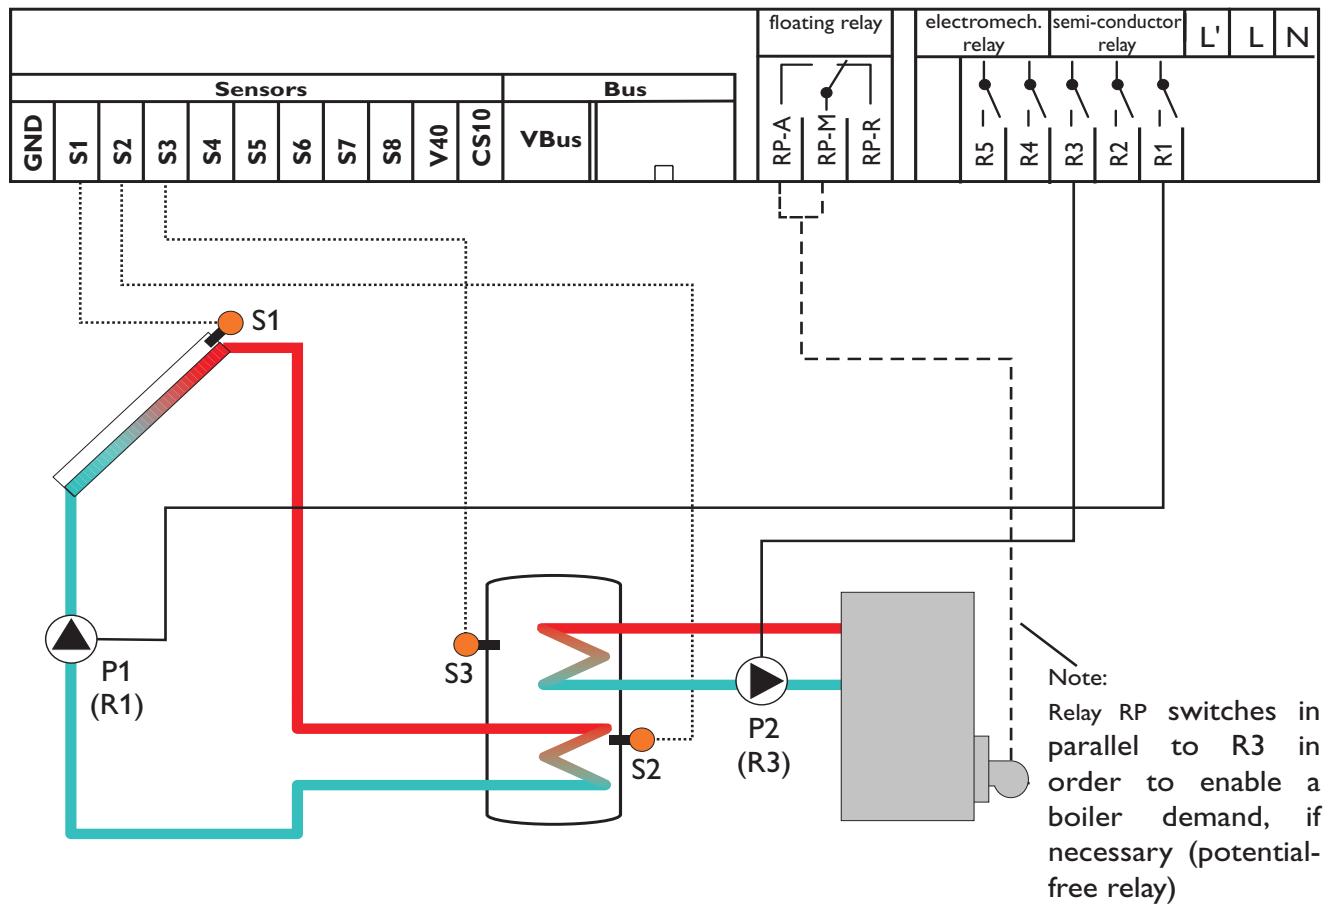 floating relay
electromech. relay
semi-conductor relay
L'
L
N
Sensors
Bus
GND
S1
S2
S3
S4
S5
S6
S7
S8
V40
CS10
VBus
RP-A
RP-M
RP-R
R5
R4
R3
R2
R1
S1
S3
P1
(R1)
S2
P2
(R3)
Note:
Relay RP switches in
parallel to R3 in
order to enable a
boiler demand, if
necessary (potential-
free relay)